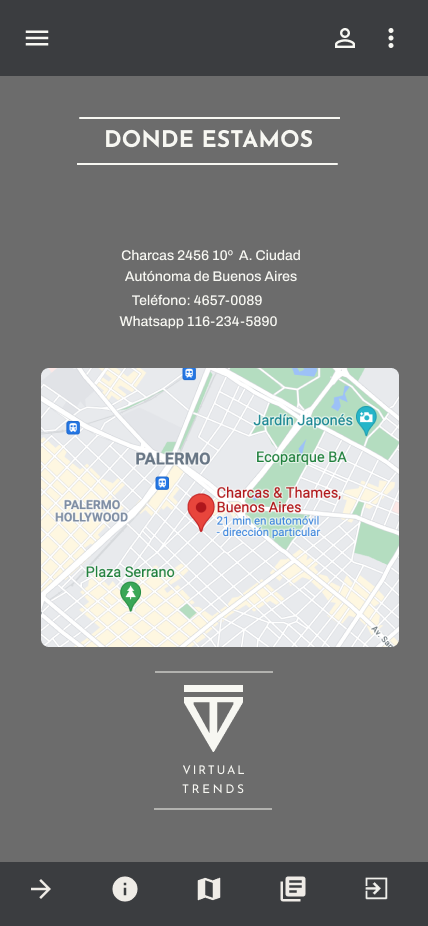 DONDE ESTAMOS
Charcas 2456 10º A. Ciudad
Autónoma de Buenos Aires
Teléfono: 4657-0089
Whatsapp 116-234-5890
Jardín Japonés
PALERMO
Ecoparque BA
Charcas & Thames,
Buenos Aires
21 min en automóvil
- dirección particular
PALERMO
HOLLYWOOD
Plaza Serrano
Av. Sa
VIRTUAL
TRENDS